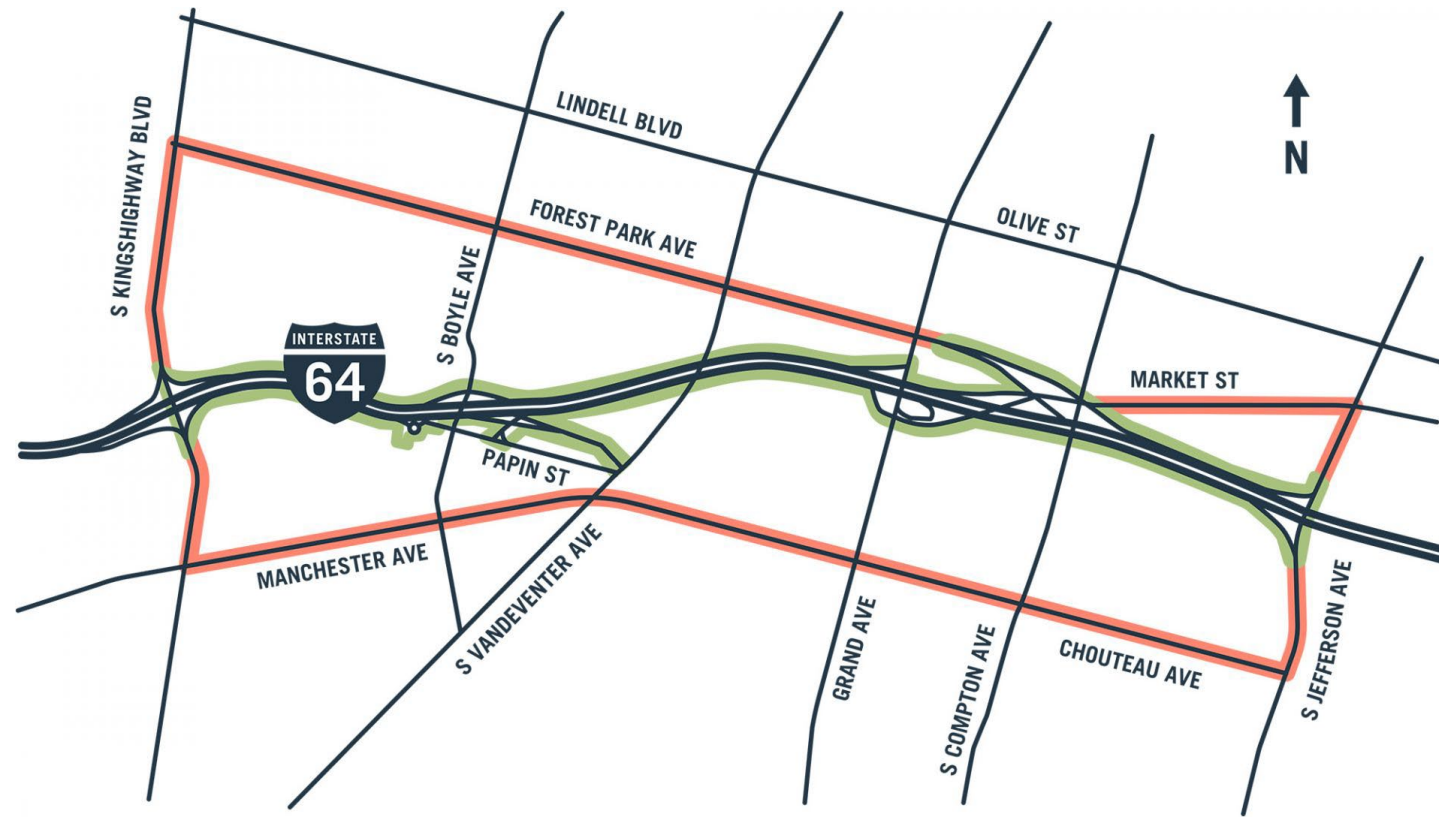 LINDELL BLVD
S KINGSHIGHWAY BLVD
FOREST PARK AVE
OLIVE ST
N
S BOYLE AVE
INTERSTATE
64
MARKET ST
PAPIN ST
MANCHESTER AVE
S VANDEVENTER AVE
GRAND AVE
S COMPTON AVE
CHOUTEAU AVE
S JEFFERSON AVE